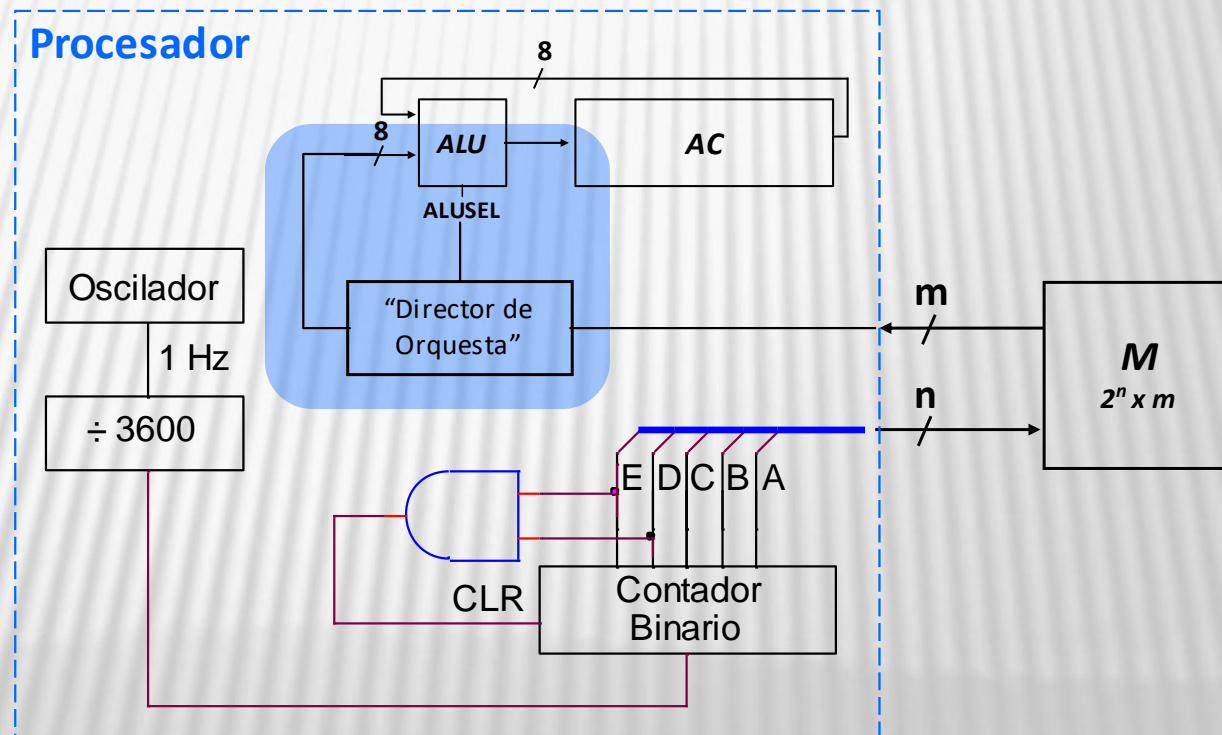 Procesador
8
8
ALU
AC
ALUSEL
Oscilador
“Director de
Orquesta”
m
M
2ⁿ x m
1 Hz
n
÷ 3600
E D C B A
CLR
Contador
Binario